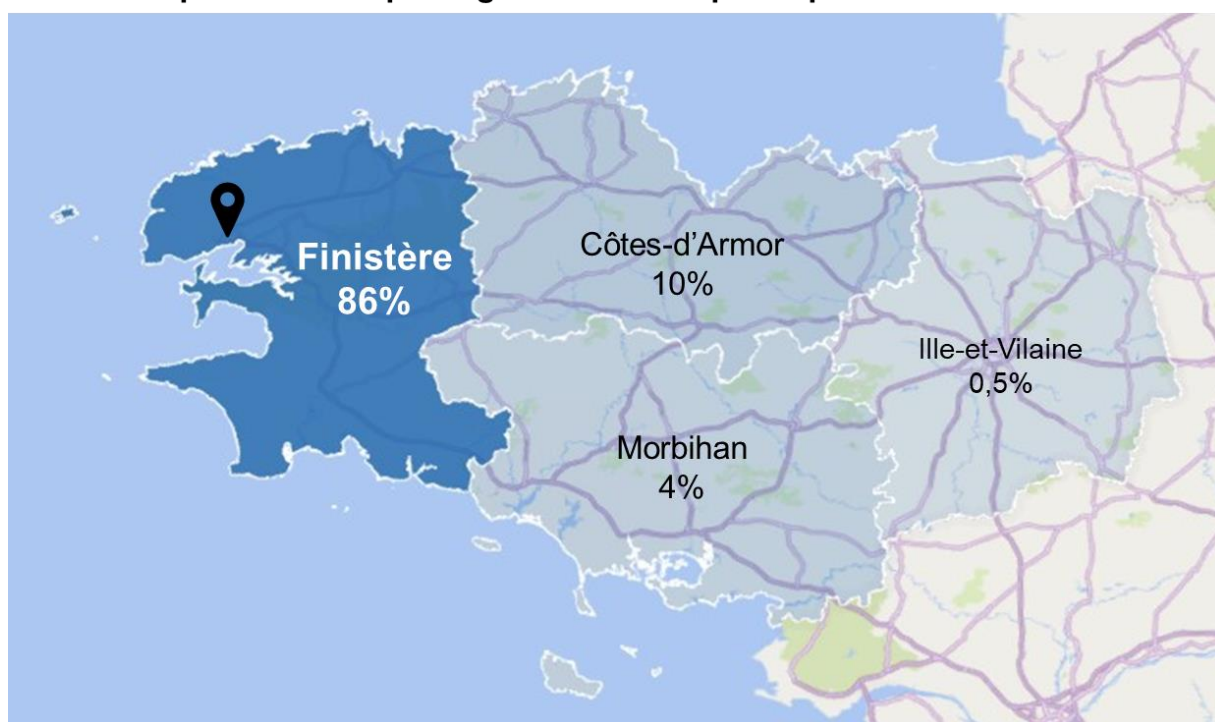 Finistère
86%
Côtes-d’Armor
10%
Ille-et-Vilaine
0,5%
Morbihan
4%